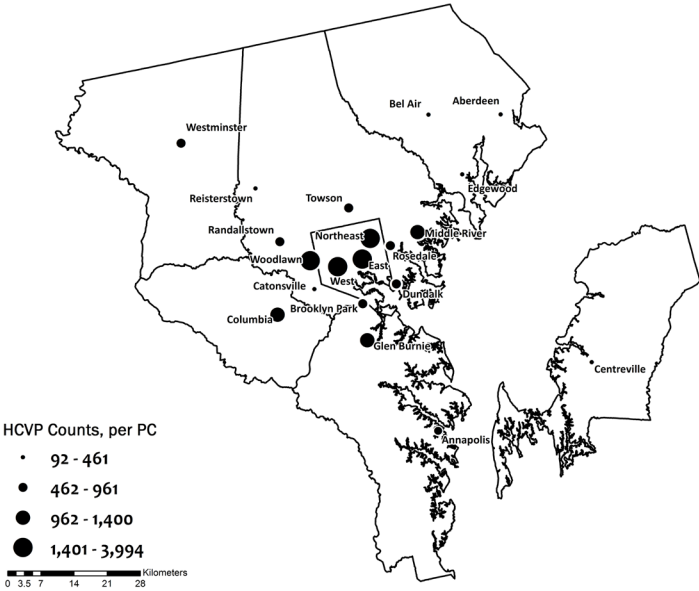 Bel Air
Aberdeen
Westminster
Edgewood
Reisterstown
Towson
Randallstown
Northeast
Middle River
Rosedale
Woodlawn
East
West
Catonsville
Dundalk
Brooklyn Park
Columbia
Glen Burnie
Centreville
Annapolis
HCVP Counts, per PC
92 - 461
462 - 961
962 - 1,400
1,401 - 3,994
Kilometers
0 3.5 7 14 21 28